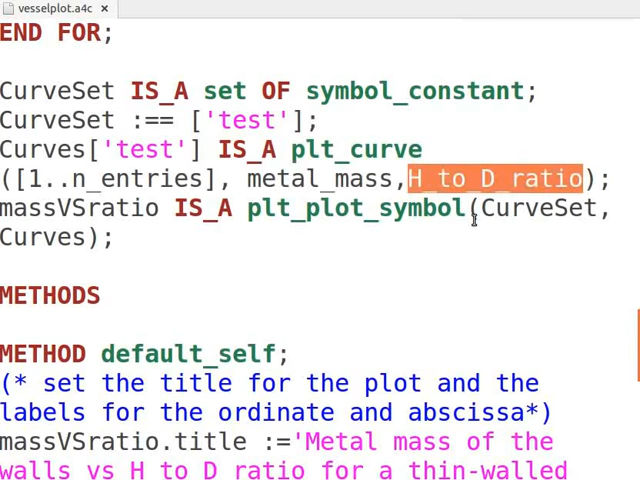 vesselplot.a4c ×
END FOR;
CurveSet IS_A set OF symbol_constant;
CurveSet :== ['test'];
Curves['test'] IS_A plt_curve
([1..n_entries], metal_mass,H_to_D_ratio);
massVSratio IS_A plt_plot_symbol(CurveSet,
Curves);
METHODS
METHOD default_self;
(* set the title for the plot and the
labels for the ordinate and abscissa*)
massVSratio.title :='Metal mass of the
walls vs H to D ratio for a thin-walled